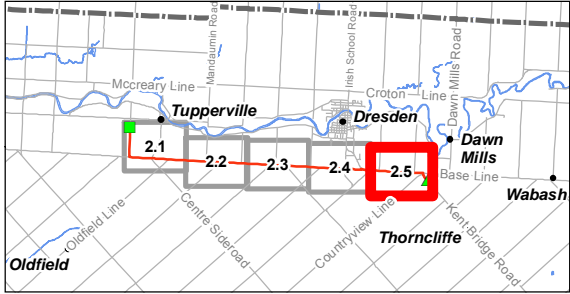 Mandaumin Road
Irish School Road
Dawn Mills Road
Mccreary Line
Croton Line
Tupperville
Dresden
Dawn
Mills
2.1
2.2
2.3
2.4
2.5
Base Line
Wabash
Oldfield Line
Centre Sideroad
Countryview Line
Kent-Bridge Road
Thorncliffe
Oldfield